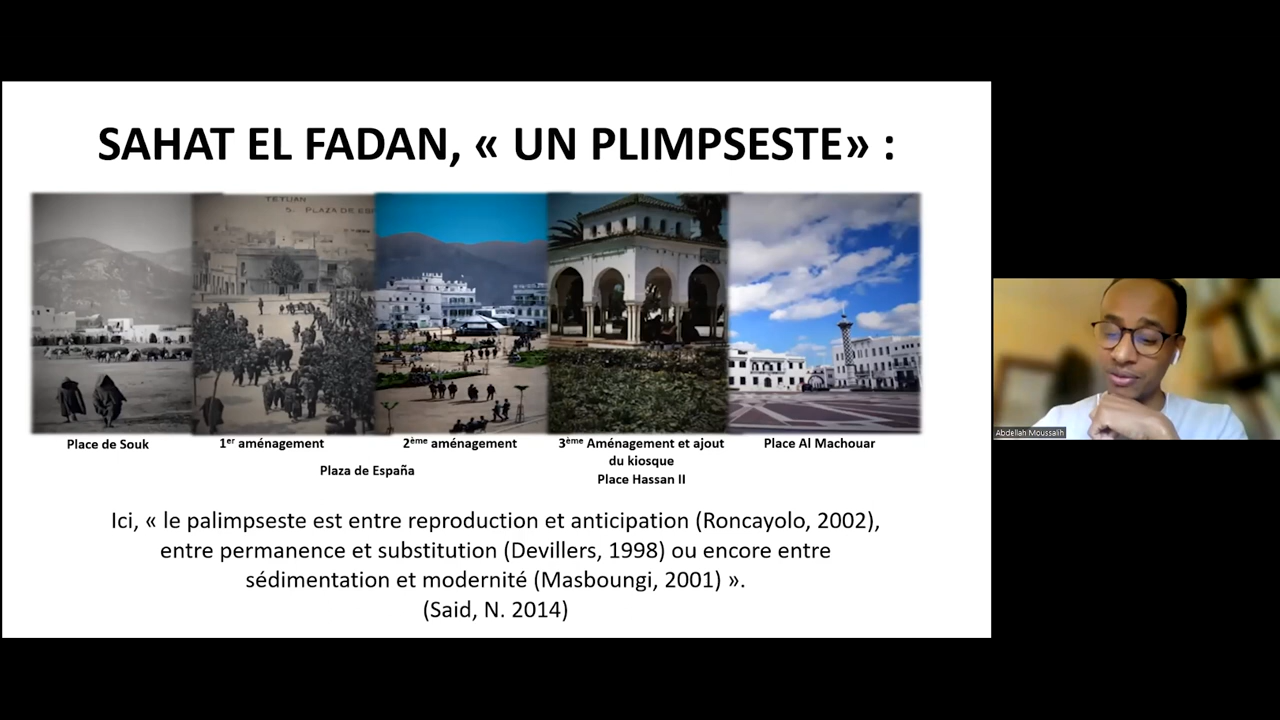 SAHAT EL FADAN, « UN PLIMPSESTE» :
TETUAN
5. PLAZA DE ESP
Place de Souk
1er aménagement
2ème aménagement
Plaza de España
3ème Aménagement et ajout
du kiosque
Place Hassan II
Place Al Machouar
Ici, « le palimpseste est entre reproduction et anticipation (Roncayolo, 2002),
entre permanence et substitution (Devillers, 1998) ou encore entre
sédimentation et modernité (Masboungi, 2001) ».
(Said, N. 2014)
Abdellah Moussalih